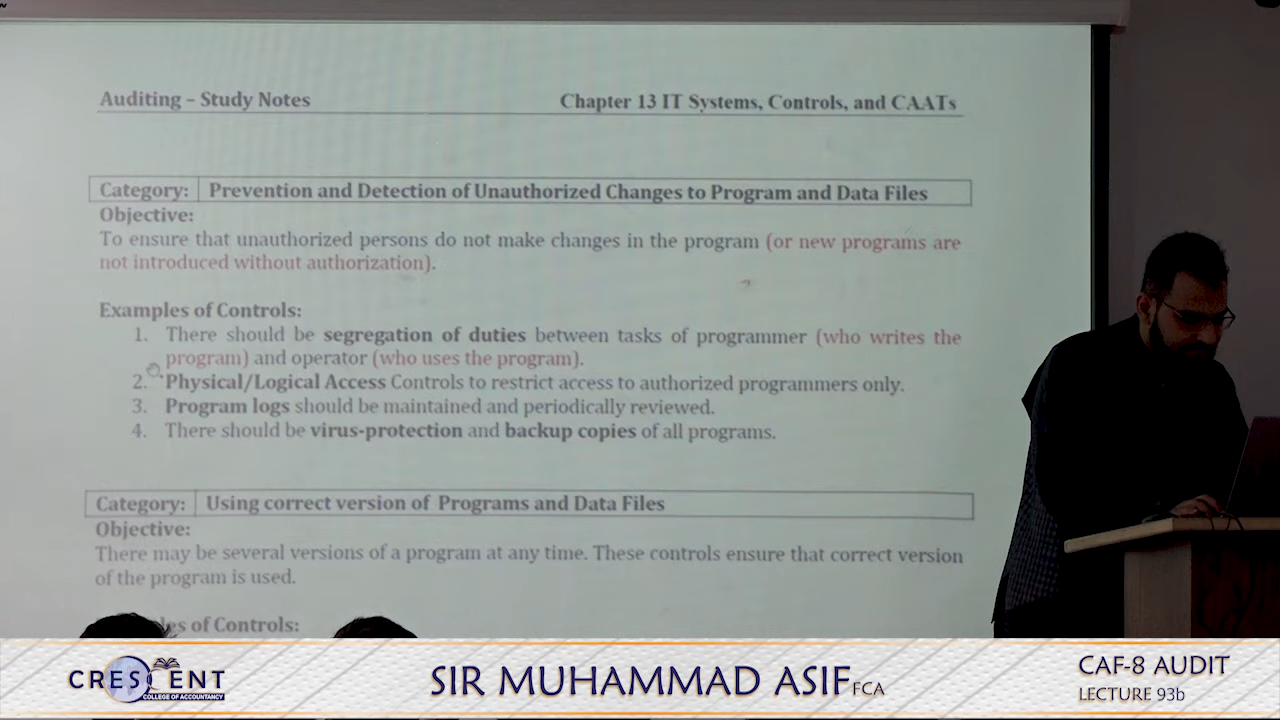 Auditing – Study Notes
Chapter 13 IT Systems, Controls, and CAATs
Category: Prevention and Detection of Unauthorized Changes to Program and Data Files
Objective:
To ensure that unauthorized persons do not make changes in the program (or new programs are
not introduced without authorization).
Examples of Controls:
1. There should be segregation of duties between tasks of programmer (who writes the
program) and operator (who uses the program).
2. Physical/Logical Access Controls to restrict access to authorized programmers only.
3. Program logs should be maintained and periodically reviewed.
4. There should be virus-protection and backup copies of all programs.
Category: Using correct version of Programs and Data Files
Objective:
There may be several versions of a program at any time. These controls ensure that correct version
of the program is used.
of Controls:
CRESCENT
COLLEGE OF ACCOUNTANCY
SIR MUHAMMAD ASIF FCA
CAF-8 AUDIT
LECTURE 93b